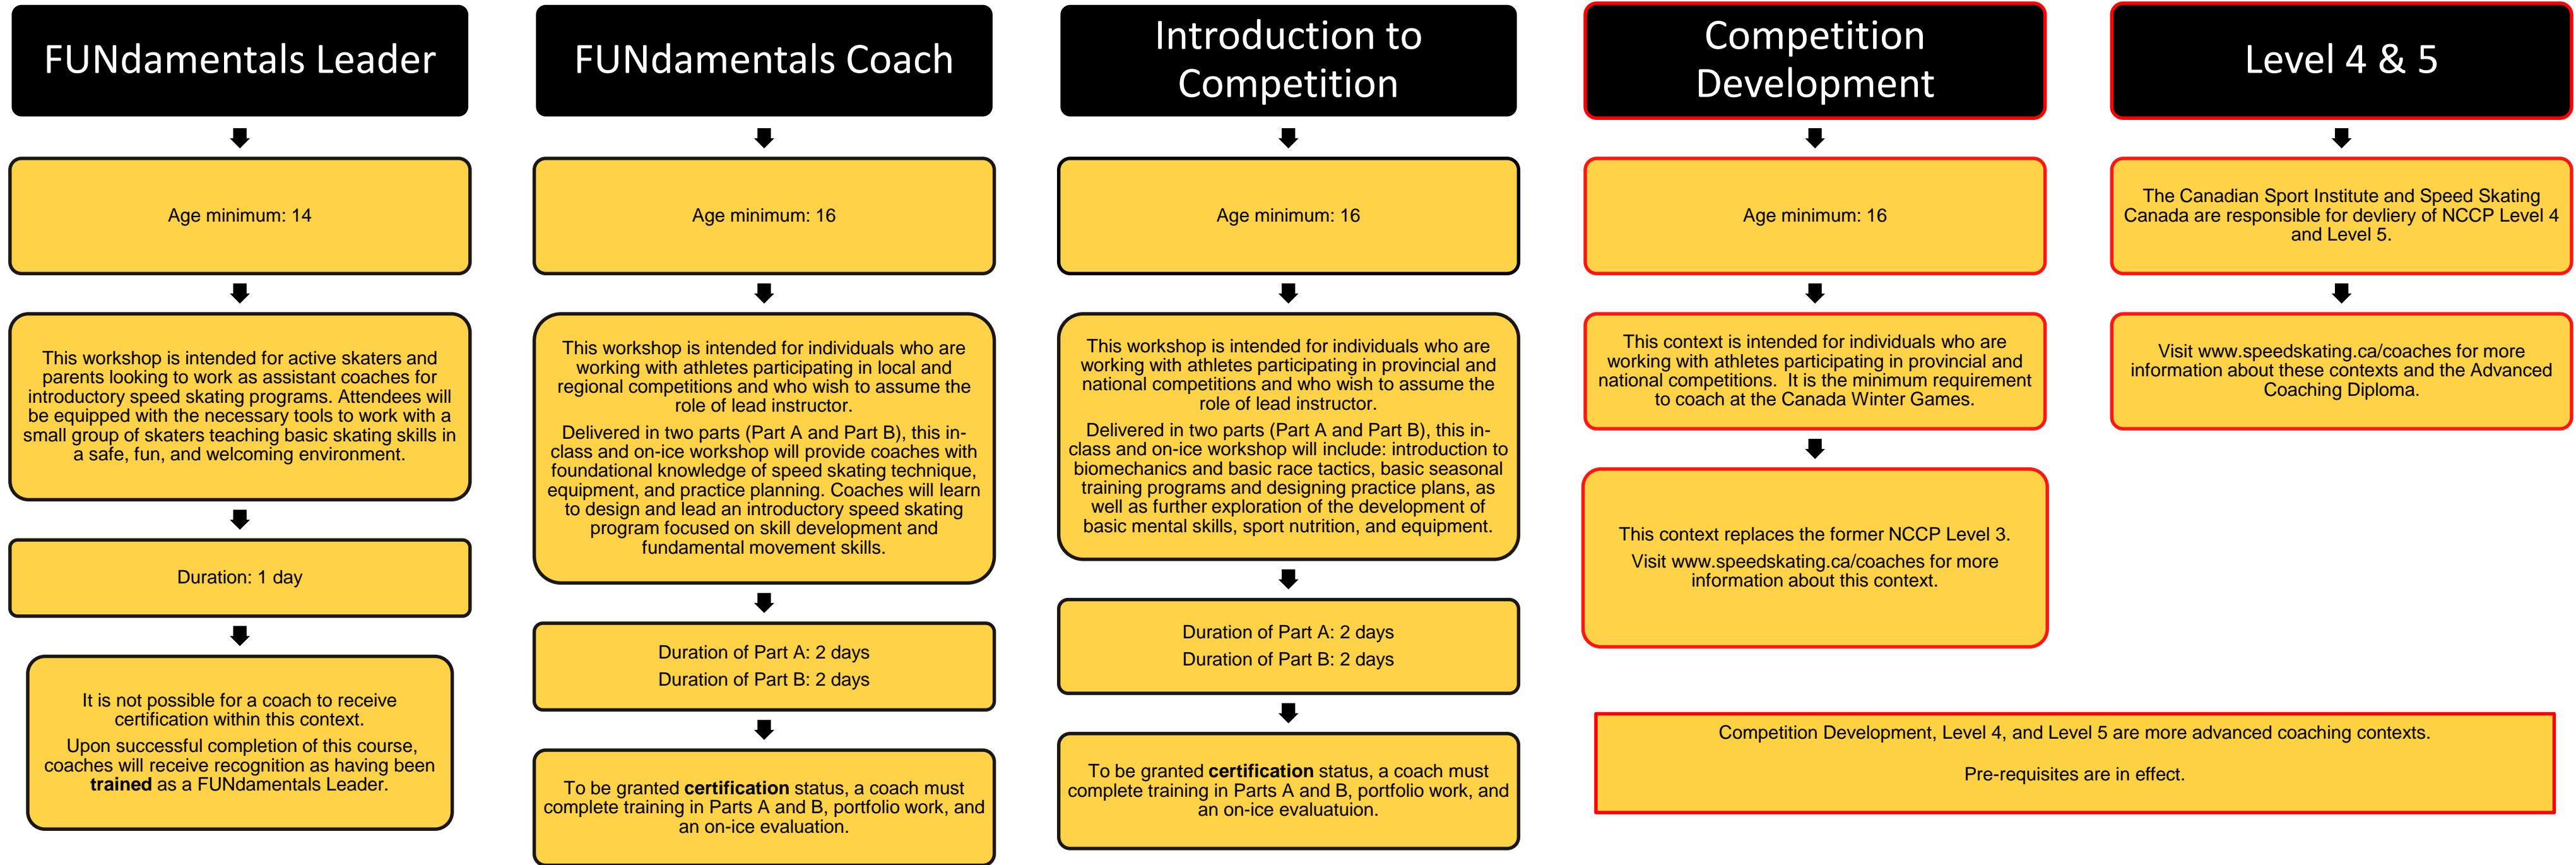 FUNdamentals Leader
Age minimum: 14
This workshop is intended for active skaters and
parents looking to work as assistant coaches for
introductory speed skating programs. Attendees will
be equipped with the necessary tools to work with a
small group of skaters teaching basic skating skills in
a safe, fun, and welcoming environment.
Duration: 1 day
It is not possible for a coach to receive
certification within this context.
Upon successful completion of this course,
coaches will receive recognition as having been
trained as a FUNdamentals Leader.
FUNdamentals Coach
Age minimum: 16
This workshop is intended for individuals who are
working with athletes participating in local and
regional competitions and who wish to assume the
role of lead instructor.
Delivered in two parts (Part A and Part B), this in-
class and on-ice workshop will provide coaches with
foundational knowledge of speed skating technique,
equipment, and practice planning. Coaches will learn
to design and lead an introductory speed skating
program focused on skill development and
fundamental movement skills.
Duration of Part A: 2 days
Duration of Part B: 2 days
To be granted certification status, a coach must
complete training in Parts A and B, portfolio work, and
an on-ice evaluation.
Introduction to
Competition
Age minimum: 16
This workshop is intended for individuals who are
working with athletes participating in provincial and
national competitions and who wish to assume the
role of lead instructor.
Delivered in two parts (Part A and Part B), this in-
class and on-ice workshop will include: introduction to
biomechanics and basic race tactics, basic seasonal
training programs and designing practice plans, as
well as further exploration of the development of
basic mental skills, sport nutrition, and equipment.
Duration of Part A: 2 days
Duration of Part B: 2 days
To be granted certification status, a coach must
complete training in Parts A and B, portfolio work, and
an on-ice evaluatuion.
Competition
Development
Age minimum: 16
This context is intended for individuals who are
working with athletes participating in provincial and
national competitions.  It is the minimum requirement
to coach at the Canada Winter Games.
This context replaces the former NCCP Level 3.
Visit www.speedskating.ca/coaches for more
information about this context.
Level 4 & 5
The Canadian Sport Institute and Speed Skating
Canada are responsible for devliery of NCCP Level 4
and Level 5.
Visit www.speedskating.ca/coaches for more
information about these contexts and the Advanced
Coaching Diploma.
Competition Development, Level 4, and Level 5 are more advanced coaching contexts.
Pre-requisites are in effect.